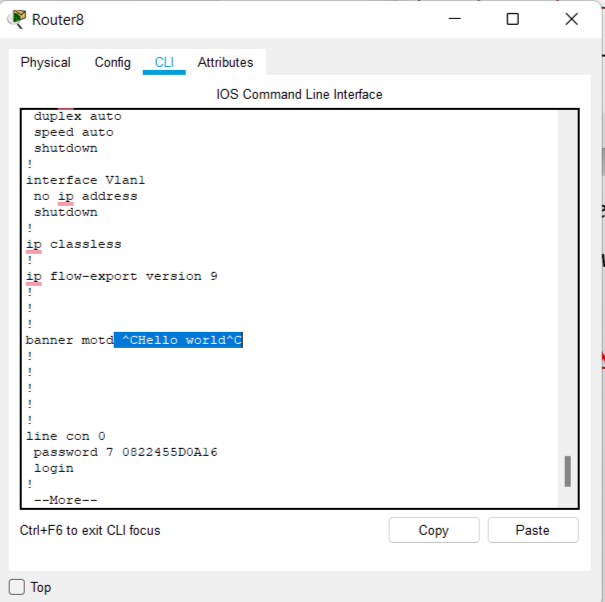 Router8
Physical Config CLI Attributes
IOS Command Line Interface
duplex auto
speed auto
shutdown
!
interface Vlan1
no ip address
shutdown
!
ip classless
!
ip flow-export version 9
!
!
!
banner motd ^CHello world^C
!
!
!
!
!
line con 0
password 7 0822455D0A16
login
!
--More--
Ctrl+F6 to exit CLI focus
Copy Paste
Top